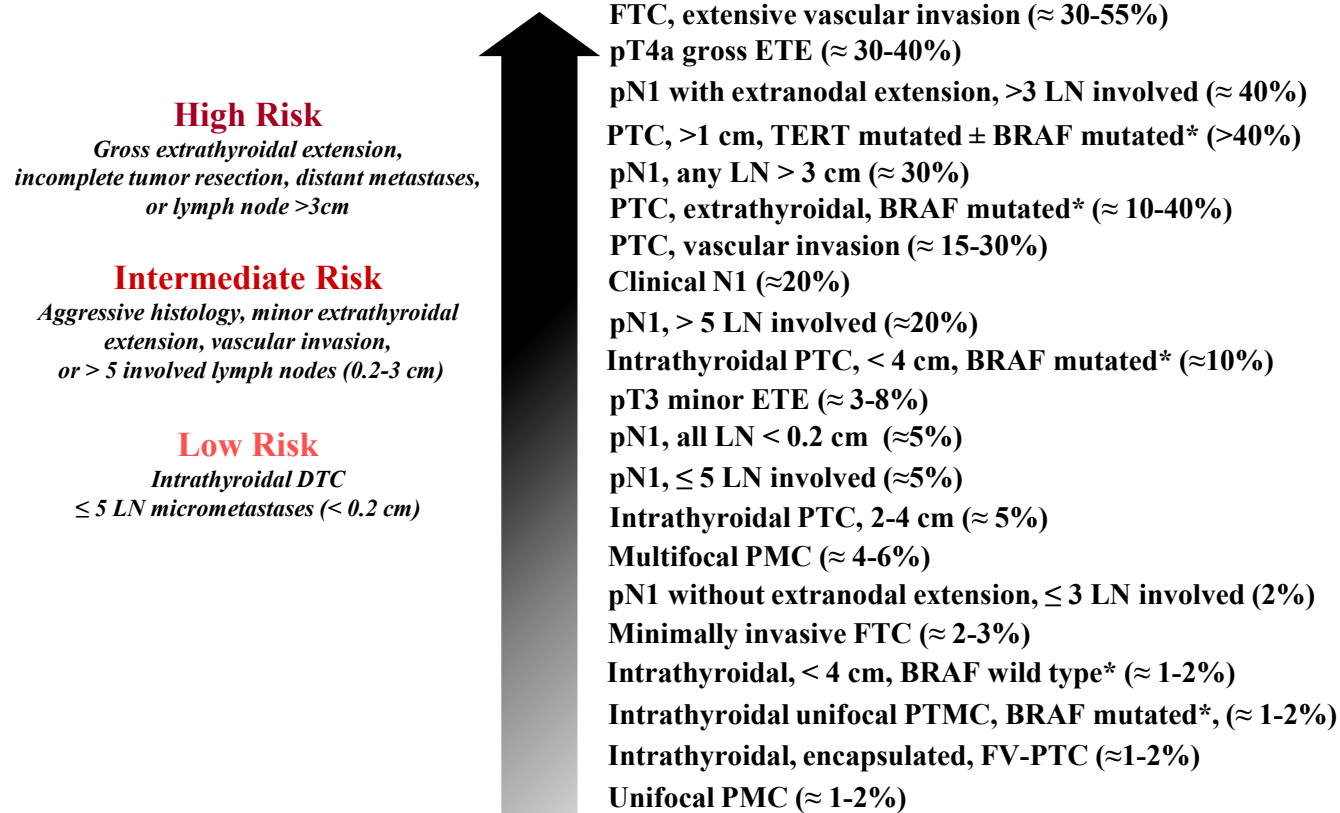 High Risk
Gross extrathyroidal extension,
incomplete tumor resection, distant metastases,
or lymph node >3cm
Intermediate Risk
Aggressive histology, minor extrathyroidal
extension, vascular invasion,
or > 5 involved lymph nodes (0.2-3 cm)
Low Risk
Intrathyroidal DTC
≤ 5 LN micrometastases (< 0.2 cm)
FTC, extensive vascular invasion (≈ 30-55%)
pT4a gross ETE (≈ 30-40%)
pN1 with extranodal extension, >3 LN involved (≈ 40%)
PTC, >1 cm, TERT mutated ± BRAF mutated* (>40%)
pN1, any LN > 3 cm (≈ 30%)
PTC, extrathyroidal, BRAF mutated* (≈ 10-40%)
PTC, vascular invasion (≈ 15-30%)
Clinical N1 (≈20%)
pN1, > 5 LN involved (≈20%)
Intrathyroidal PTC, < 4 cm, BRAF mutated* (≈10%)
pT3 minor ETE (≈ 3-8%)
pN1, all LN < 0.2 cm (≈5%)
pN1, ≤ 5 LN involved (≈5%)
Intrathyroidal PTC, 2-4 cm (≈ 5%)
Multifocal PMC (≈ 4-6%)
pN1 without extranodal extension, ≤ 3 LN involved (2%)
Minimally invasive FTC (≈ 2-3%)
Intrathyroidal, < 4 cm, BRAF wild type* (≈ 1-2%)
Intrathyroidal unifocal PTMC, BRAF mutated*, (≈ 1-2%)
Intrathyroidal, encapsulated, FV-PTC (≈1-2%)
Unifocal PMC (≈ 1-2%)